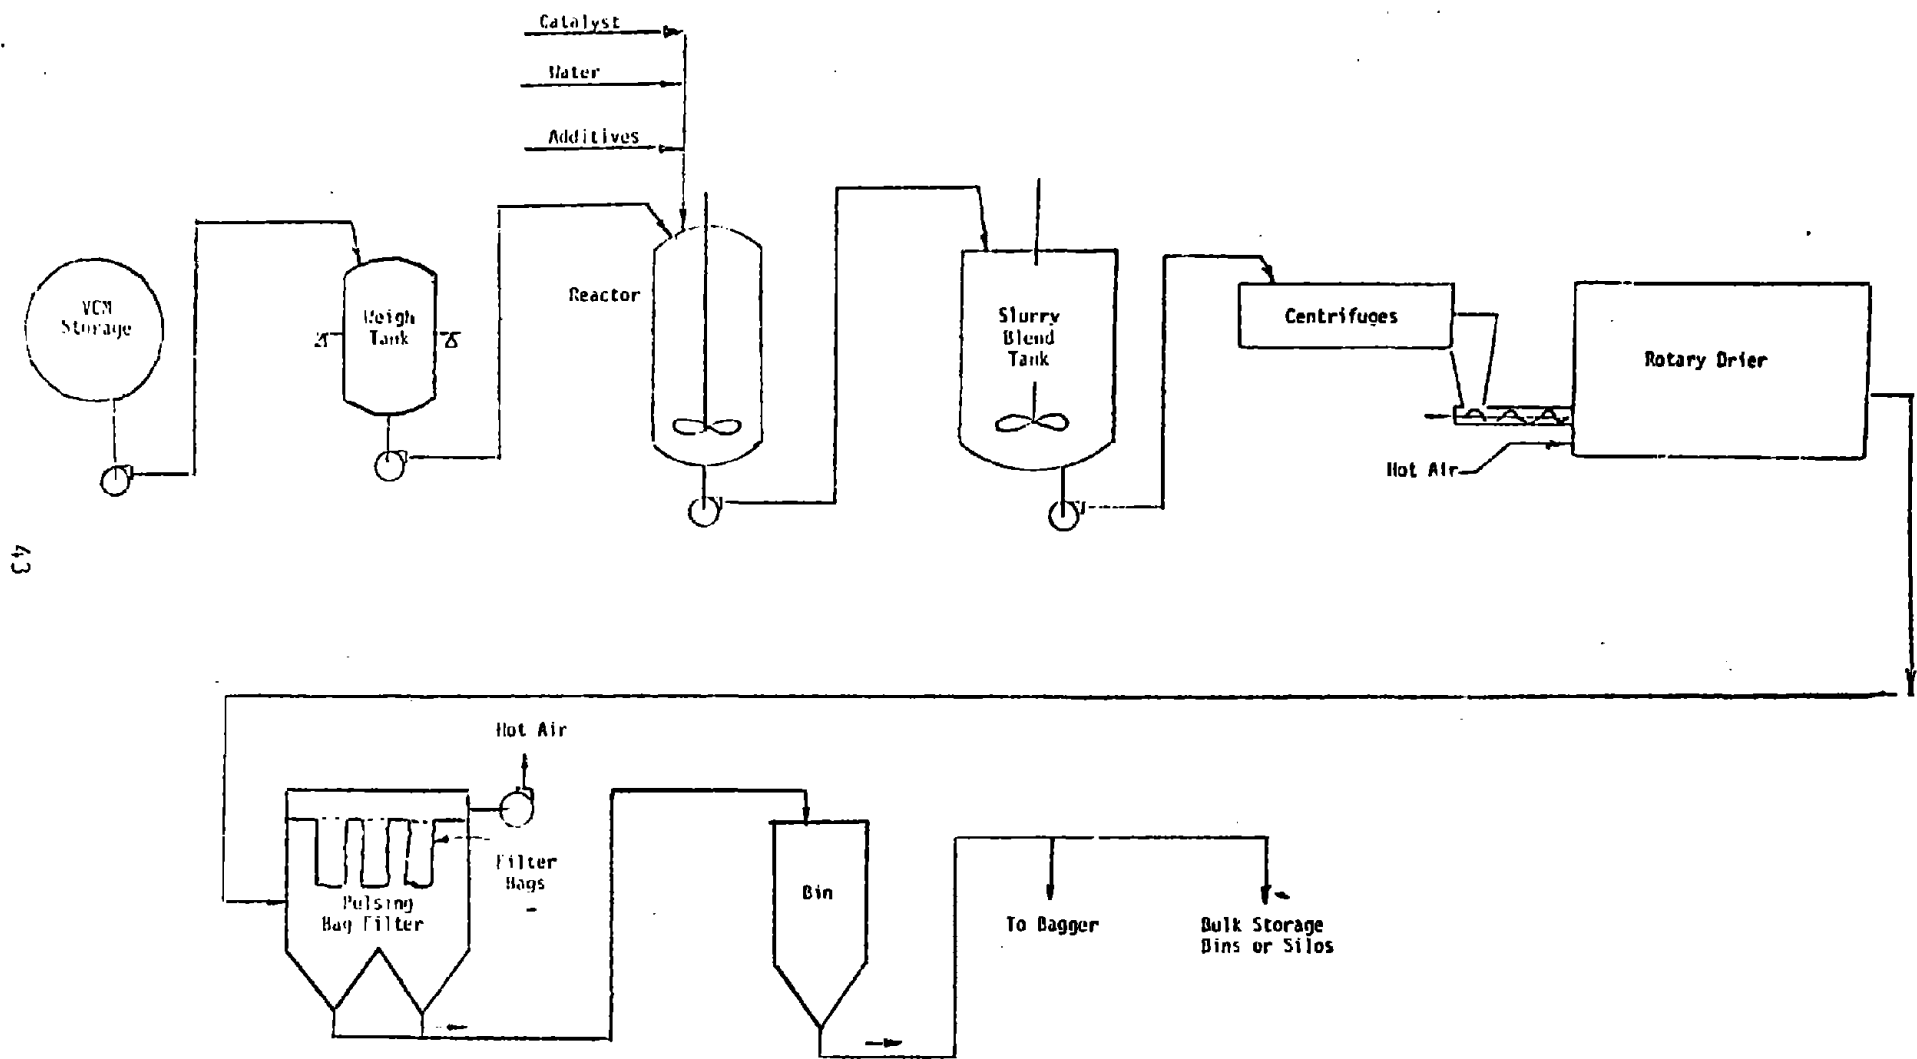 Catalyst
Water
Additives
VCM
Storage
Weigh
Tank
Reactor
Slurry
Blend
Tank
Centrifuges
Rotary Drier
Hot Air
43
Hot Air
Filter
Bags
Pulsing
Bag Filter
Bin
To Bagger
Bulk Storage
Bins or Silos